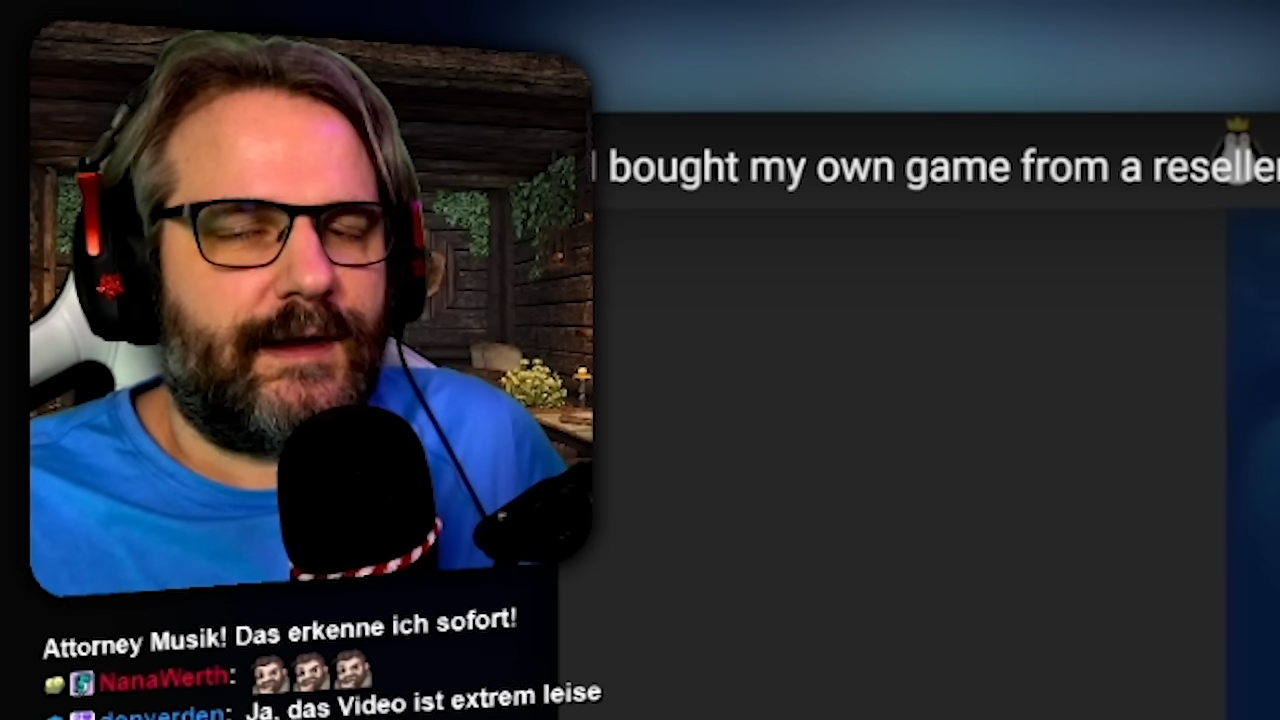 bought my own game from a reseller
Attorney Musik! Das erkenne ich sofort!
NanaWerth:
denverden: Ja, das Video ist extrem leise